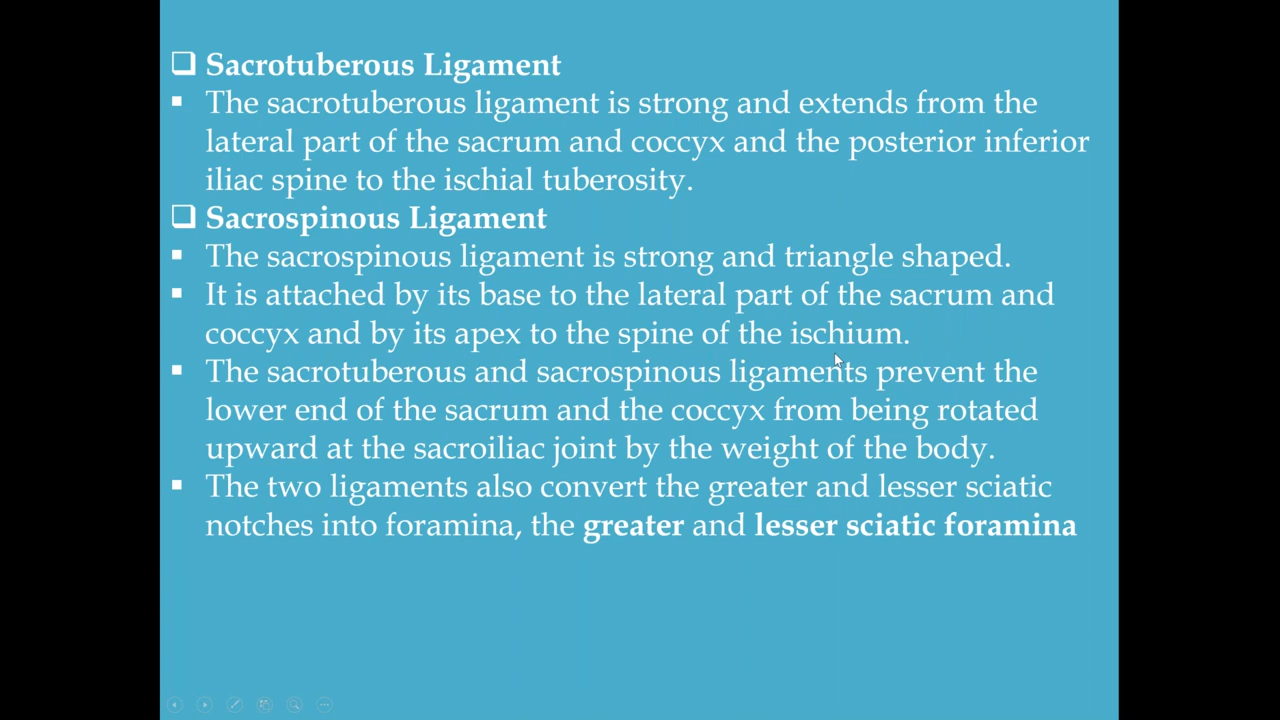 ❑ Sacrotuberous Ligament
▪ The sacrotuberous ligament is strong and extends from the
lateral part of the sacrum and coccyx and the posterior inferior
iliac spine to the ischial tuberosity.
❑ Sacrospinous Ligament
▪ The sacrospinous ligament is strong and triangle shaped.
▪ It is attached by its base to the lateral part of the sacrum and
coccyx and by its apex to the spine of the ischium.
▪ The sacrotuberous and sacrospinous ligaments prevent the
lower end of the sacrum and the coccyx from being rotated
upward at the sacroiliac joint by the weight of the body.
▪ The two ligaments also convert the greater and lesser sciatic
notches into foramina, the greater and lesser sciatic foramina